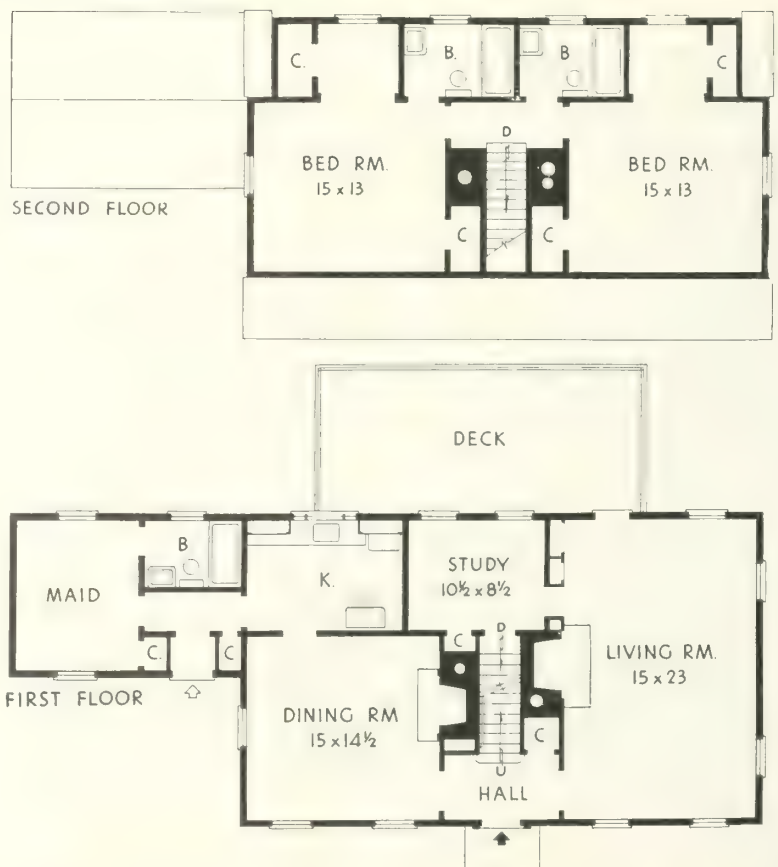 C.
B.
B
C
D
BED RM.
15 x 13
BED RM.
15 x 13
SECOND FLOOR
C
C
DECK
B
STUDY
10½ x 8½
MAID
K.
D
C.
C
C
LIVING RM.
15 x 23
FIRST FLOOR
DINING RM
15 x 14½
C
U
HALL